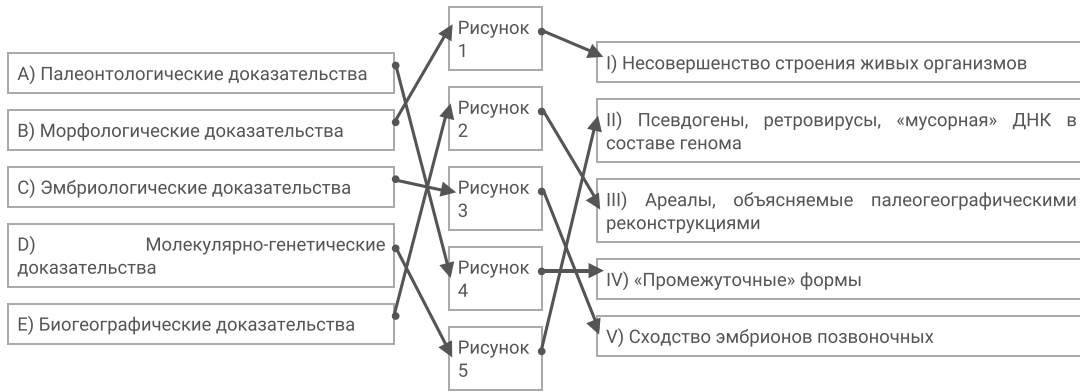 A) Палеонтологические доказательства
B) Морфологические доказательства
C) Эмбриологические доказательства
D) Молекулярно-генетические
доказательства
E) Биогеографические доказательства
Рисунок
1
Рисунок
2
Рисунок
3
Рисунок
4
Рисунок
5
I) Несовершенство строения живых организмов
II) Псевдогены, ретровирусы, «мусорная» ДНК в
составе генома
III) Ареалы, объясняемые палеогеографическими
реконструкциями
IV) «Промежуточные» формы
V) Сходство эмбрионов позвоночных